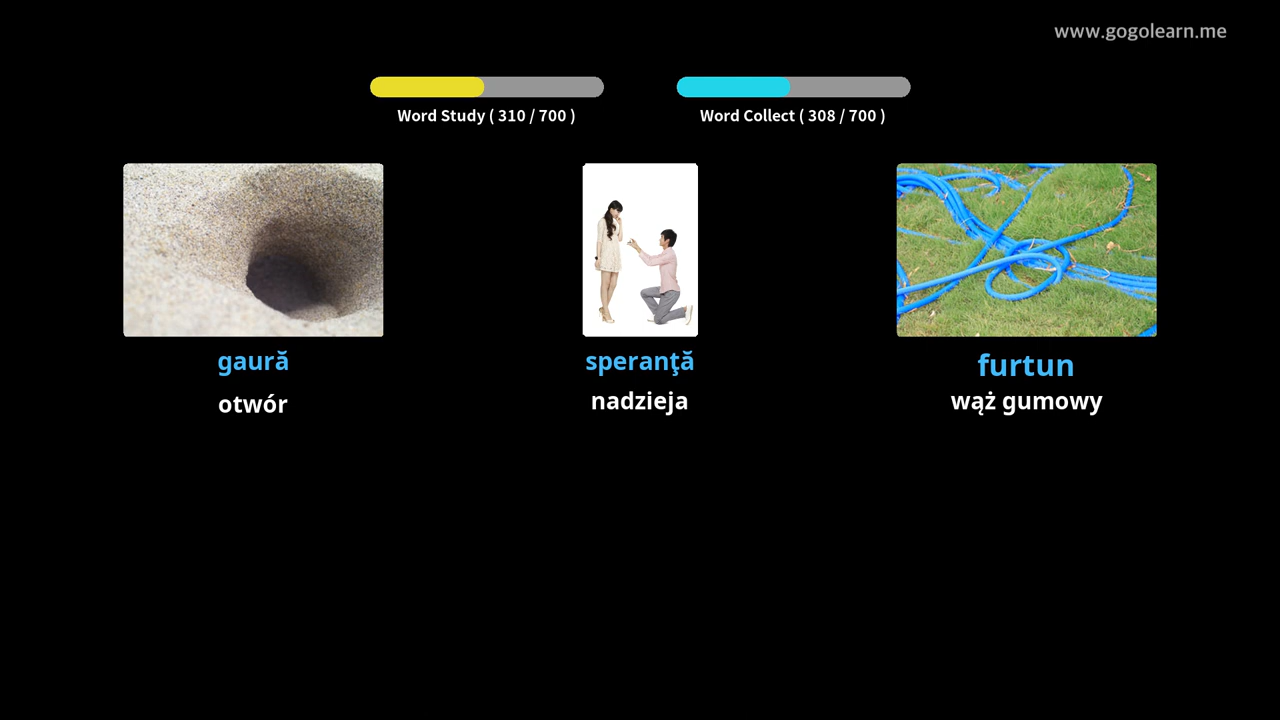 www.gogolearn.me
Word Study ( 310 / 700 )
Word Collect ( 308 / 700 )
gaură
speranţă
furtun
otwór
nadzieja
wąż gumowy